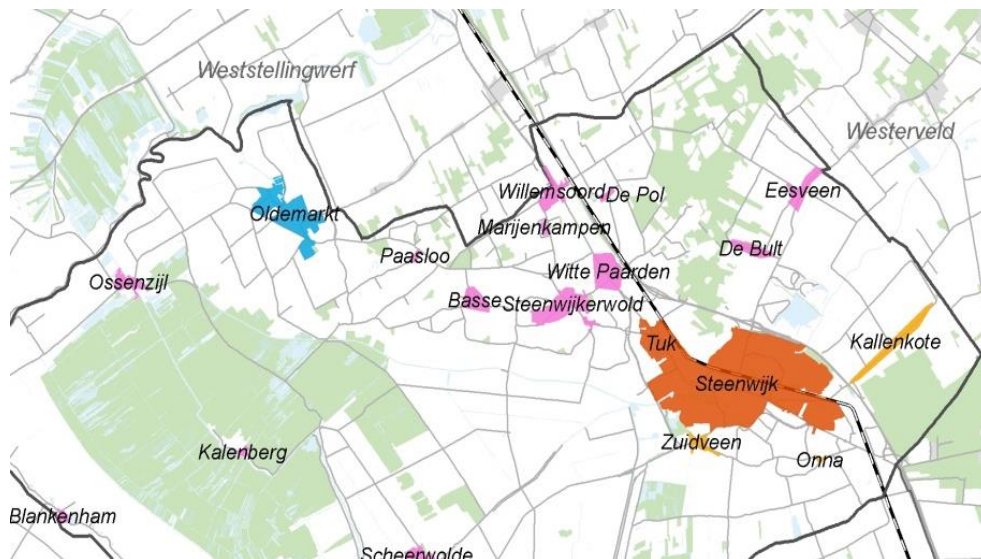 Weststellingwerf
Westerveld
Willemsoord
De Pol
Eesveen
Oldemarkt
Marijenkampen
De Bult
Paasloo
Witte Paarden
Ossenzijl
Basse
Steenwijkerwold
Tuk
Kallenkote
Steenwijk
Zuidveen
Kalenberg
Onna
Blankenham
Scheerwolde